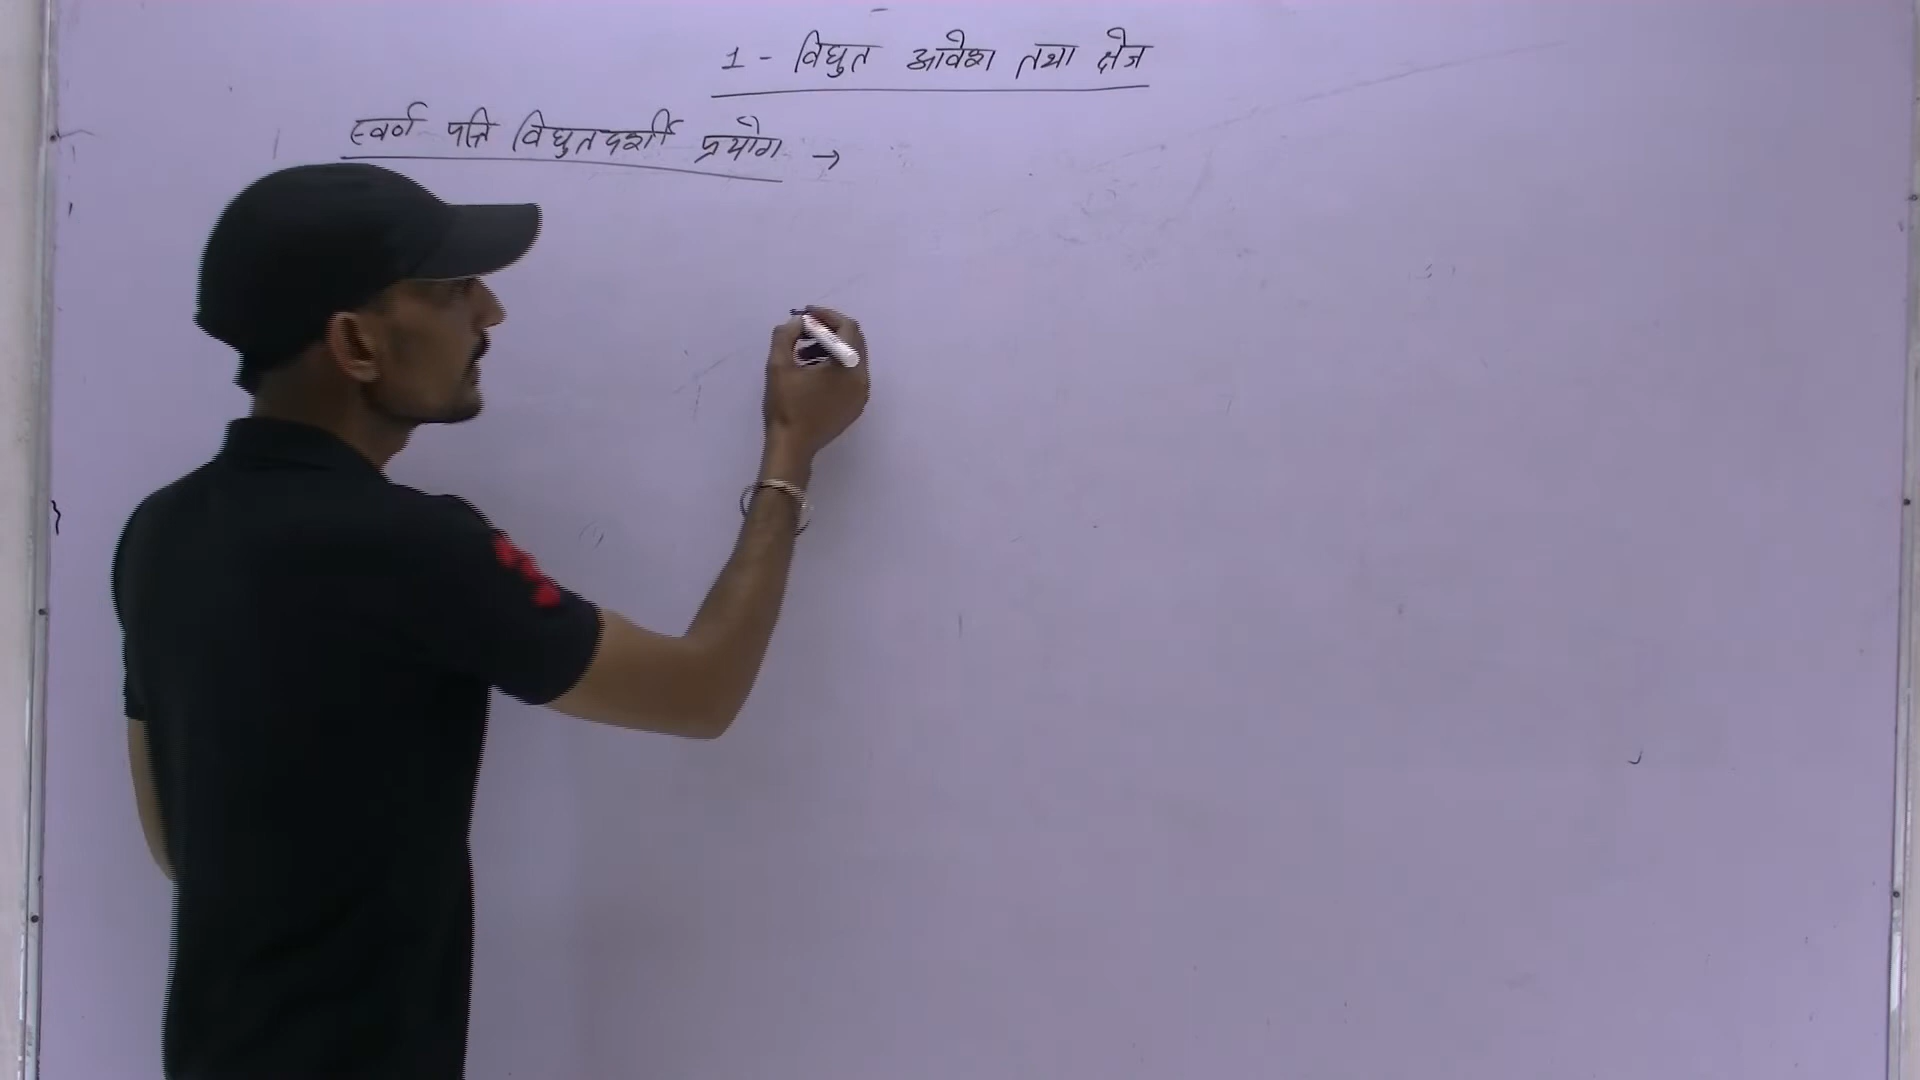 1 - विद्युत आवेश तथा क्षेत्र
स्वर्ण पत्ति विद्युतदर्शी प्रयोग →